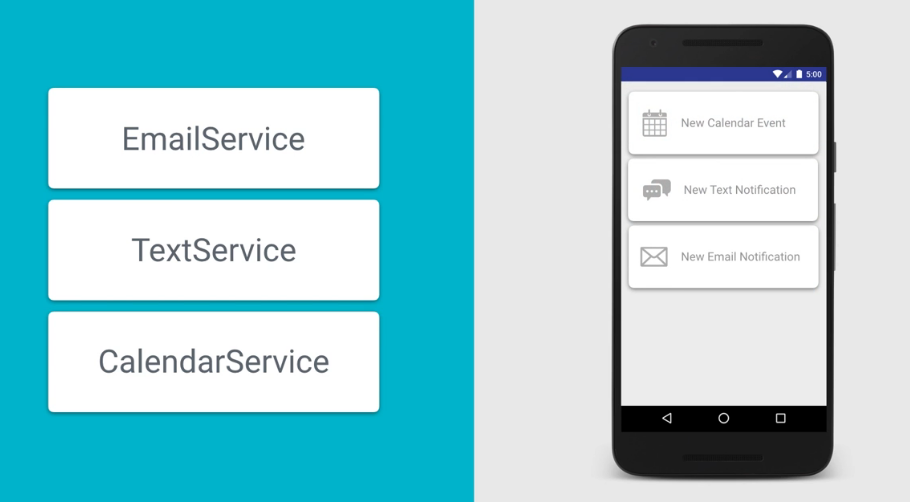 EmailService
TextService
CalendarService
5:00
New Calendar Event
New Text Notification
New Email Notification